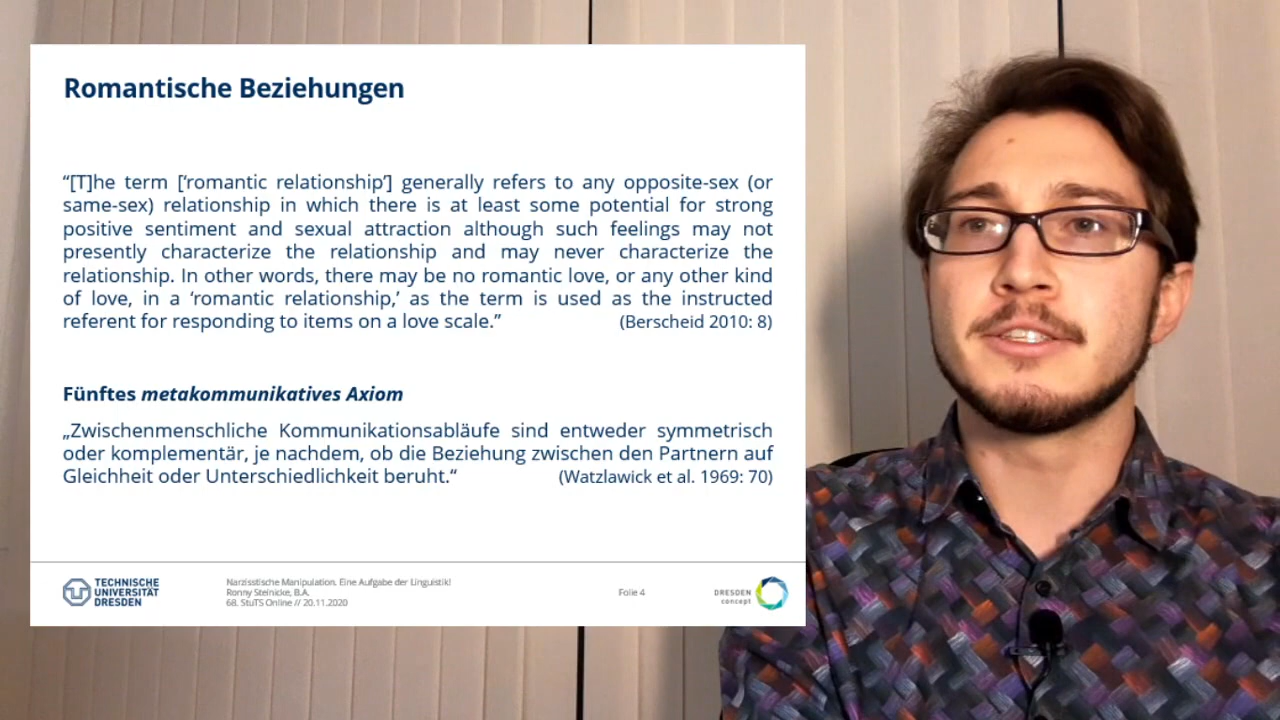 Romantische Beziehungen
“[T]he term [‘romantic relationship’] generally refers to any opposite-sex (or
same-sex) relationship in which there is at least some potential for strong
positive sentiment and sexual attraction although such feelings may not
presently characterize the relationship and may never characterize the
relationship. In other words, there may be no romantic love, or any other kind
of love, in a ‘romantic relationship,’ as the term is used as the instructed
referent for responding to items on a love scale.” (Berscheid 2010: 8)
Fünftes metakommunikatives Axiom
„Zwischenmenschliche Kommunikationsabläufe sind entweder symmetrisch
oder komplementär, je nachdem, ob die Beziehung zwischen den Partnern auf
Gleichheit oder Unterschiedlichkeit beruht.“ (Watzlawick et al. 1969: 70)
TECHNISCHE
UNIVERSITÄT
DRESDEN
Narzisstische Manipulation. Eine Aufgabe der Linguistik!
Ronny Steinicke, B.A.
68. StuTS Online // 20.11.2020
Folie 4
DRESDEN
concept